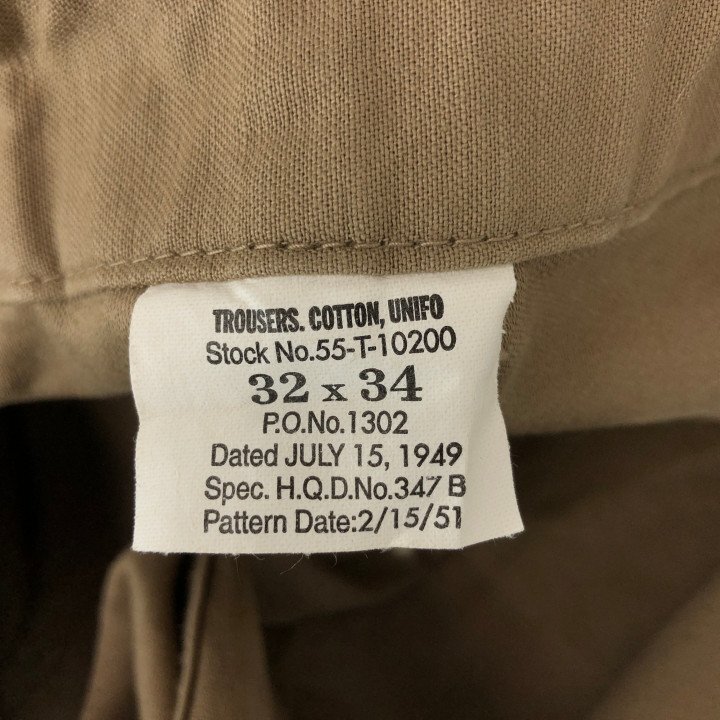 TROUSERS. COTTON, UNIFO
Stock No.55-T-10200
32 x 34
P.O.No.1302
Dated JULY 15, 1949
Spec. H.Q.D.No.347 B
Pattern Date:2/15/51